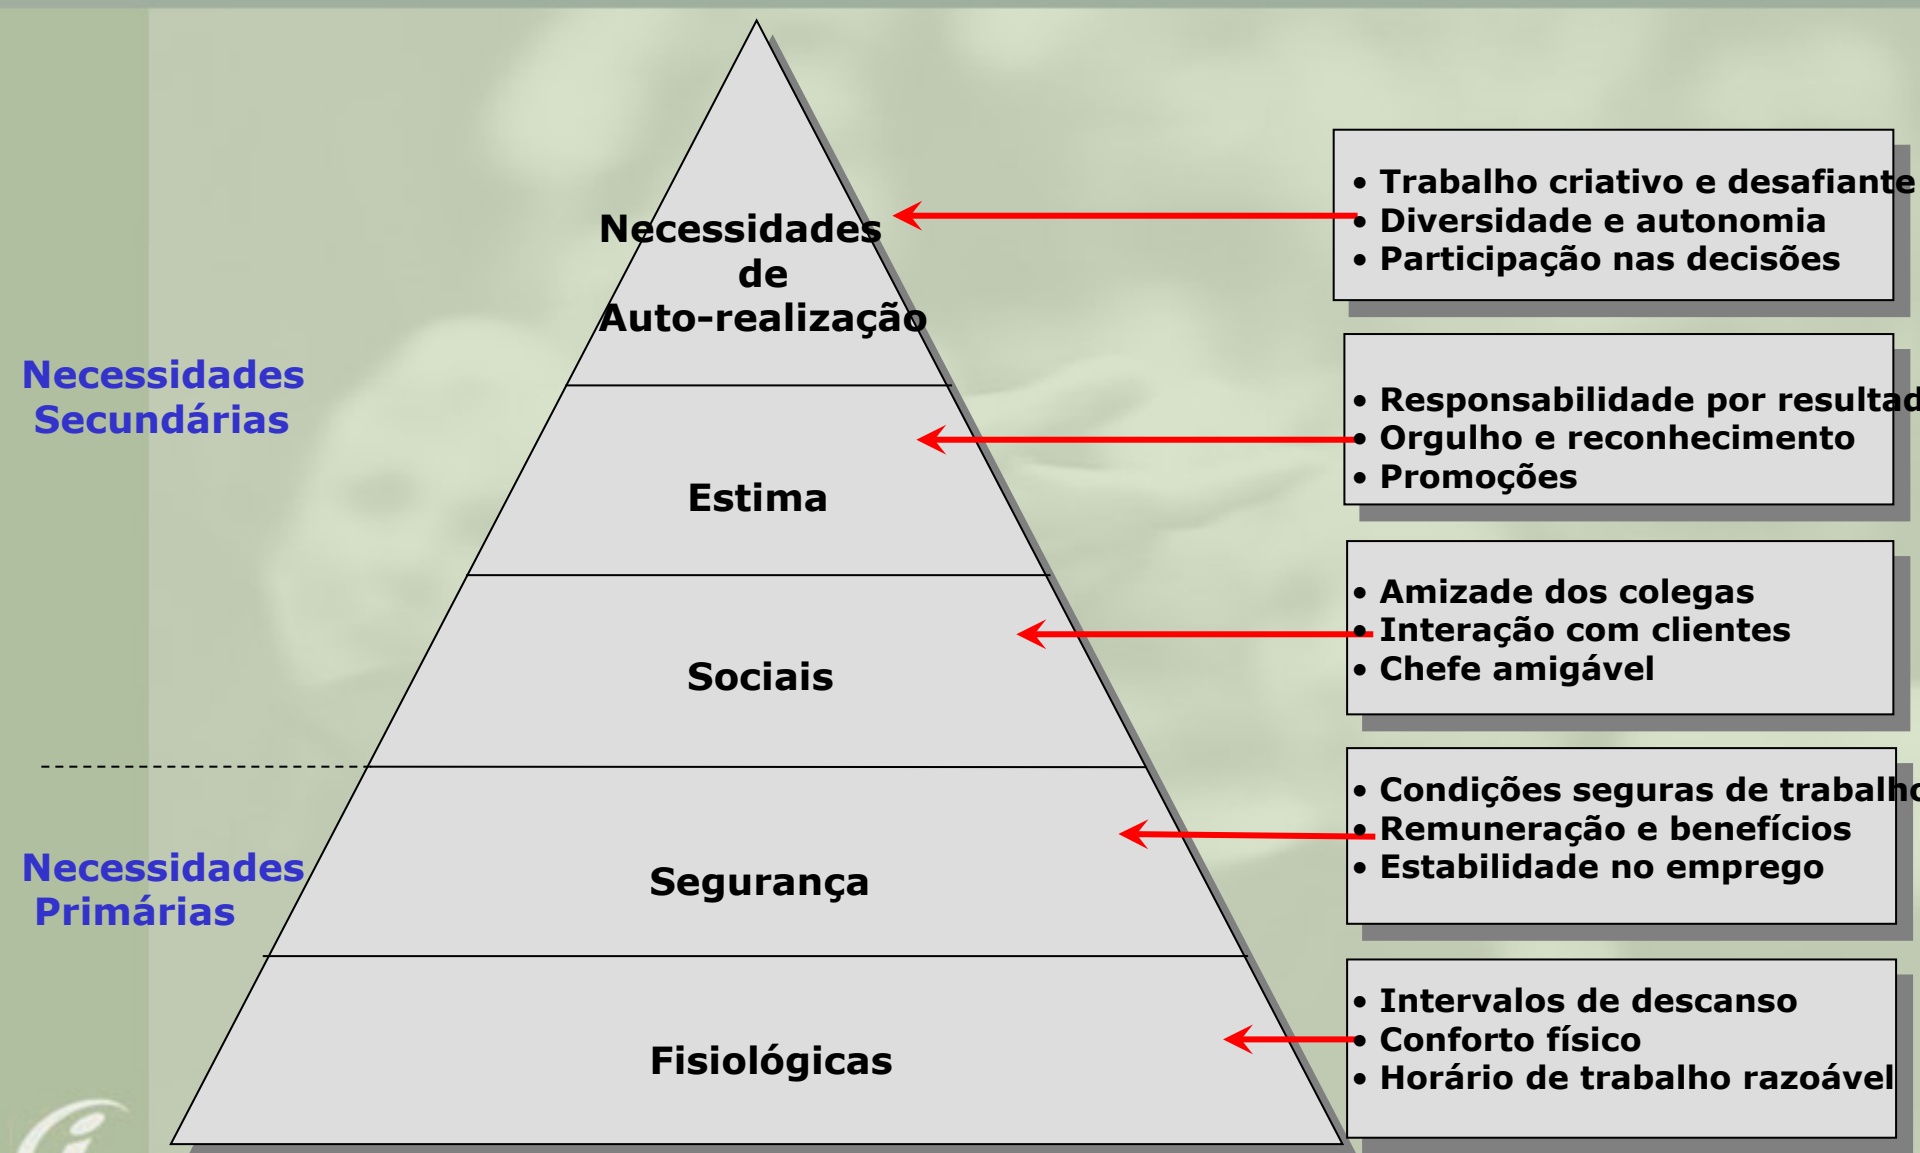 Necessidades
de
Auto-realização
• Trabalho criativo e desafiante
• Diversidade e autonomia
• Participação nas decisões
Necessidades
Secundárias
Estima
• Responsabilidade por
• Orgulho e reconhecimento
• Promoções
Sociais
• Amizade dos colegas
• Interação com clientes
• Chefe amigável
Necessidades
Primárias
Segurança
• Condições seguras de trabalho
• Remuneração e benefícios
• Estabilidade no emprego
Fisiológicas
• Intervalos de descanso
• Conforto físico
• Horário de trabalho razoável